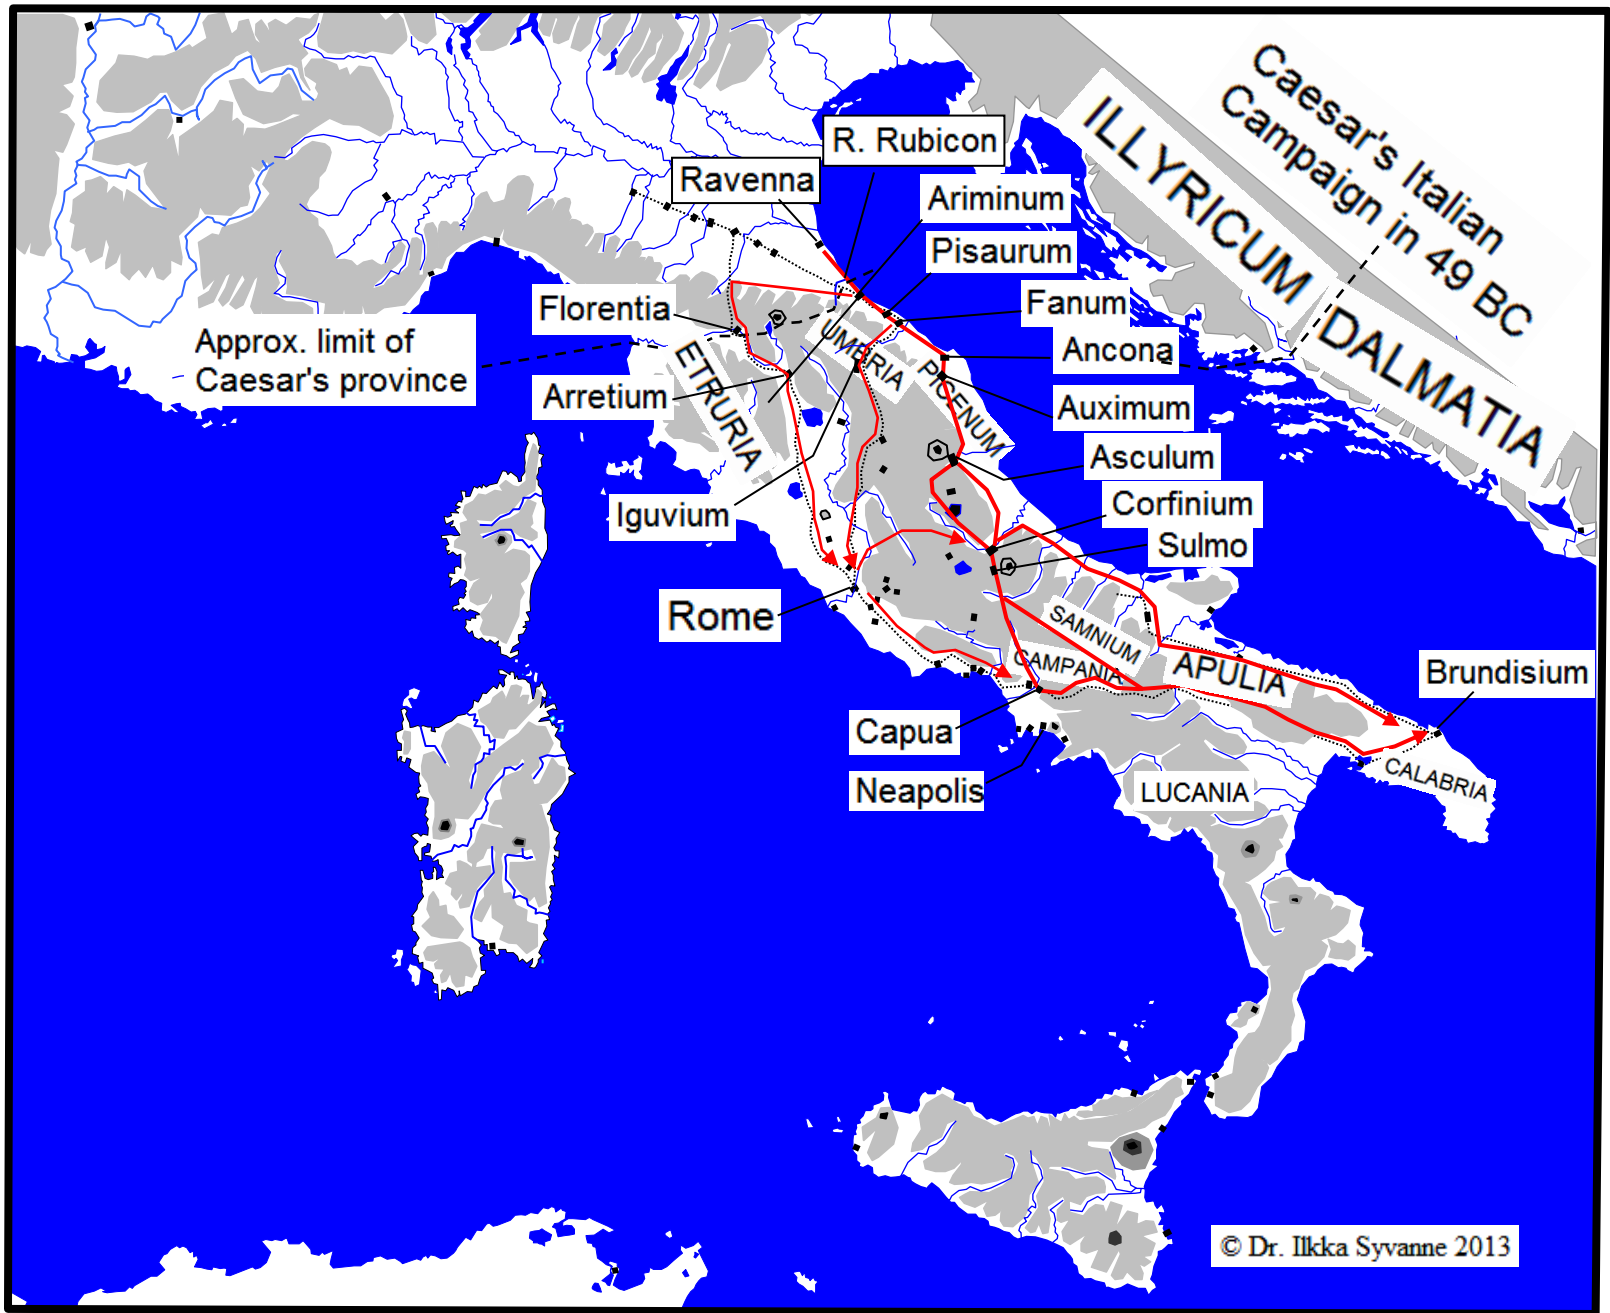 Caesar's Italian
Campaign in 49 BC
ILLYRICUM
DALMATIA
R. Rubicon
Ravenna
Ariminum
Pisaurum
Florentia
Fanum
Approx. limit of
Caesar's province
UMBRIA
Ancona
ETRURIA
PICENUM
Arretium
Auximum
Asculum
Iguvium
Corfinium
Sulmo
Rome
SAMNIUM
CAMPANIA
APULIA
Brundisium
Capua
Neapolis
LUCANIA
CALABRIA
© Dr. Ilkka Syvanne 2013